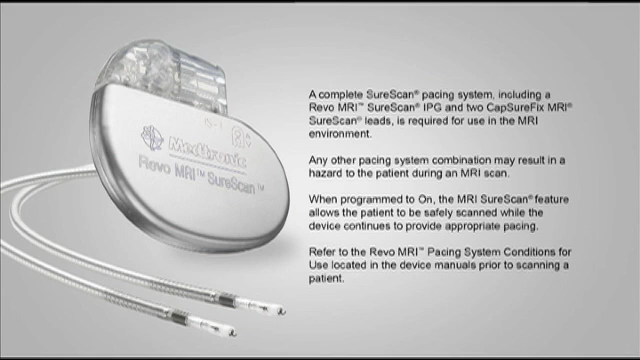 Medtronic
Revo MRI™ SureScan™
A complete SureScan® pacing system, including a
Revo MRI™ SureScan® IPG and two CapSureFix MRI®
SureScan® leads, is required for use in the MRI
environment.
Any other pacing system combination may result in a
hazard to the patient during an MRI scan.
When programmed to On, the MRI SureScan® feature
allows the patient to be safely scanned while the
device continues to provide appropriate pacing.
Refer to the Revo MRI™ Pacing System Conditions for
Use located in the device manuals prior to scanning a
patient.